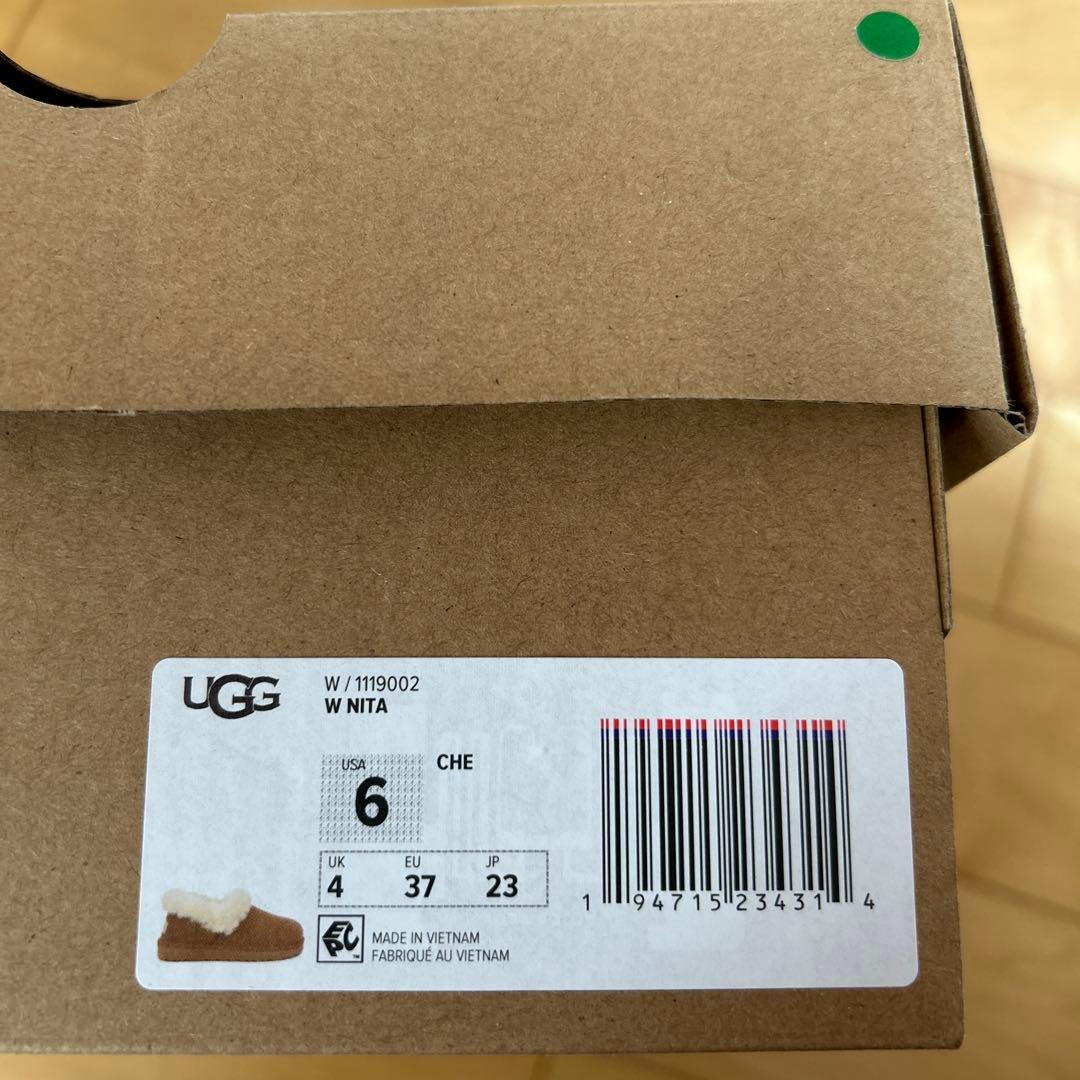 UGG
W / 1119002
W NITA
USA
6
CHE
UK EU JP
4 37 23
EPC™
MADE IN VIETNAM
FABRIQUÉ AU VIETNAM
1 94715 23431 4